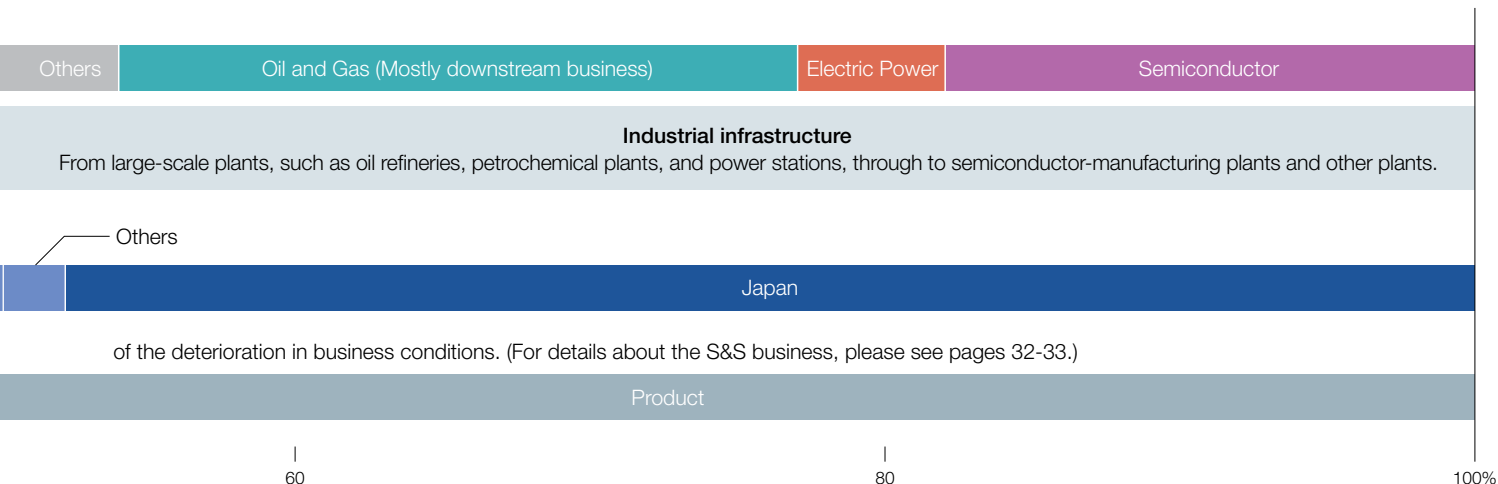 Others
Oil and Gas (Mostly downstream business)
Electric Power
Semiconductor
Industrial infrastructure
From large-scale plants, such as oil refineries, petrochemical plants, and power stations, through to semiconductor-manufacturing plants and other plants.
Others
Japan
of the deterioration in business conditions. (For details about the S&S business, please see pages 32-33.)
Product
60
80
100%